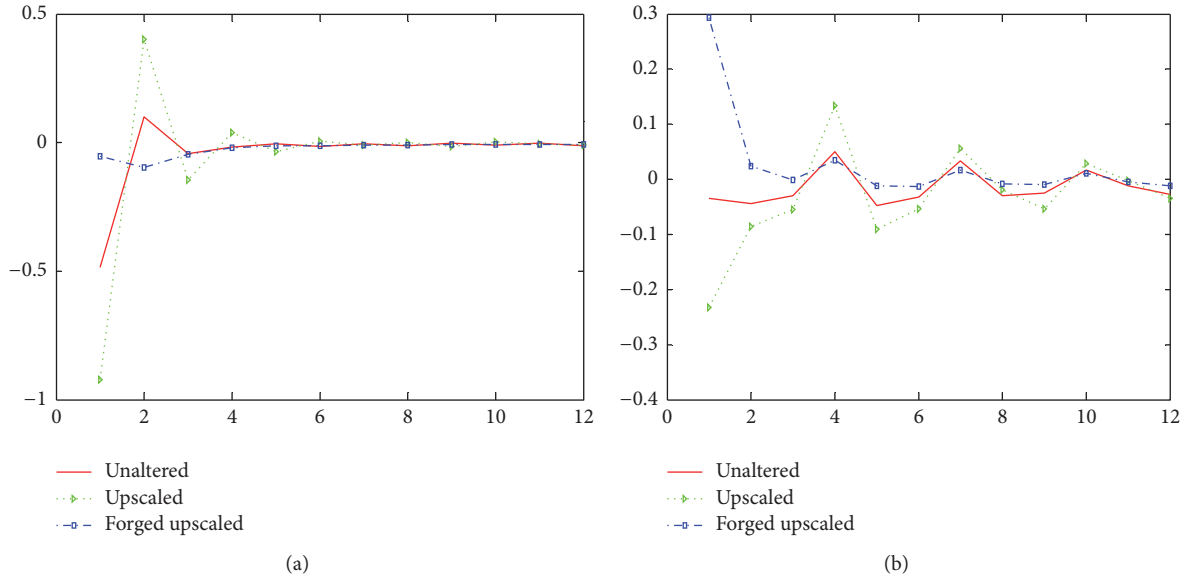 0.5
0
−0.5
−1
0 2 4 6 8 10 12
Unaltered
Upscaled
Forged upscaled
(a)
0.3
0.2
0.1
0
−0.1
−0.2
−0.3
−0.4
0 2 4 6 8 10 12
Unaltered
Upscaled
Forged upscaled
(b)